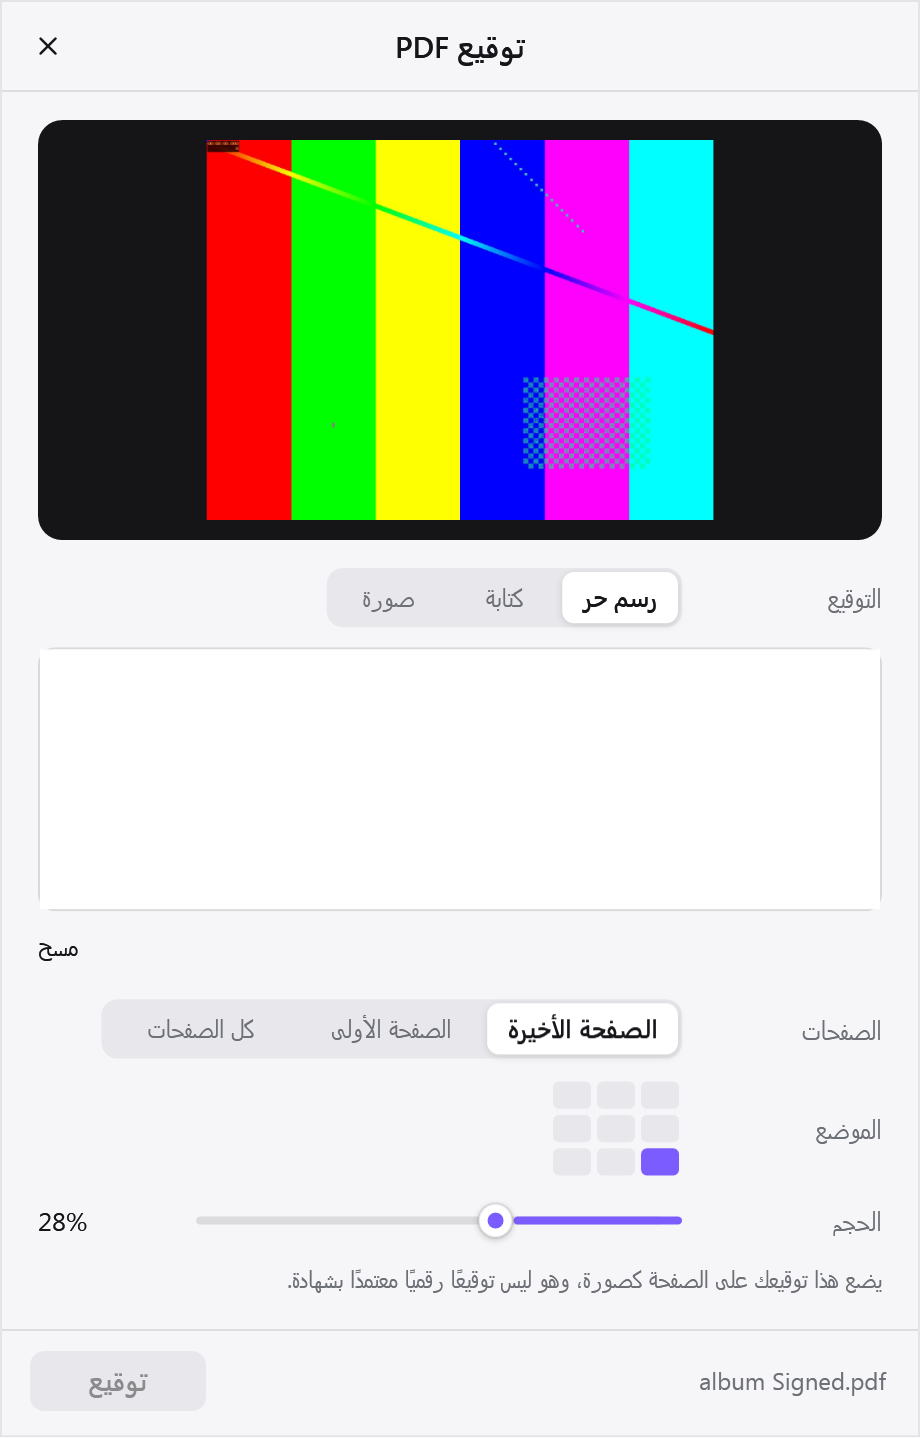 توقيع PDF
التوقيع
رسم حر
كتابة
صورة
مسح
الصفحات
الصفحة الأخيرة
الصفحة الأولى
كل الصفحات
الموضع
الحجم
28%
يضع هذا توقيعك على الصفحة كصورة، وهو ليس توقيعًا رقميًا معتمدًا بشهادة.
album Signed.pdf
توقيع